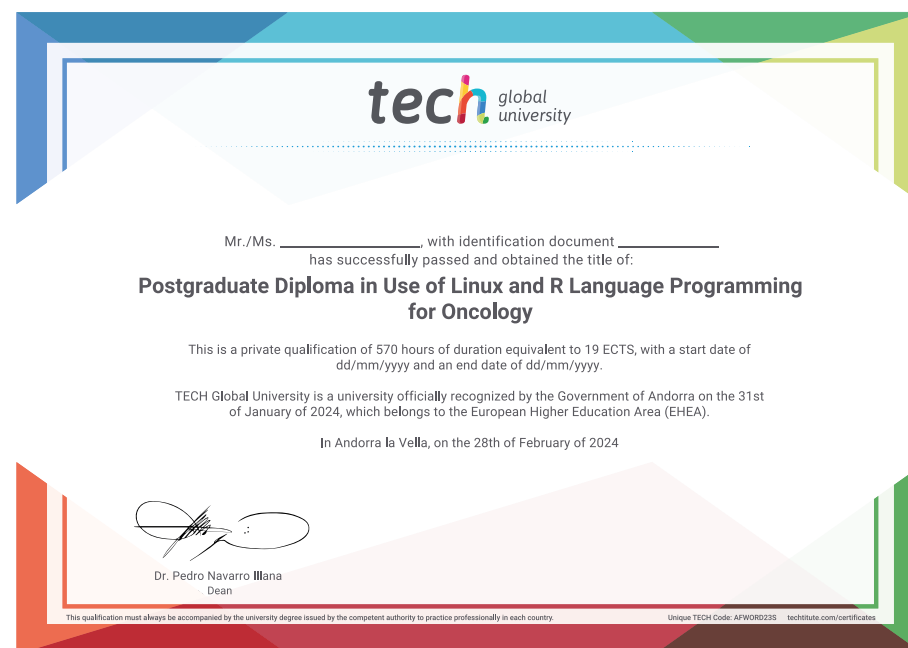 tech global
university
Mr./Ms. ____________________, with identification document ______________
has successfully passed and obtained the title of:
Postgraduate Diploma in Use of Linux and R Language Programming
for Oncology
This is a private qualification of 570 hours of duration equivalent to 19 ECTS, with a start date of
dd/mm/yyyy and an end date of dd/mm/yyyy.
TECH Global University is a university officially recognized by the Government of Andorra on the 31st
of January of 2024, which belongs to the European Higher Education Area (EHEA).
In Andorra la Vella, on the 28th of February of 2024
Dr. Pedro Navarro Illana
Dean
This qualification must always be accompanied by the university degree issued by the competent authority to practice professionally in each country.
Unique TECH Code: AFWORD23S techtitute.com/certificates